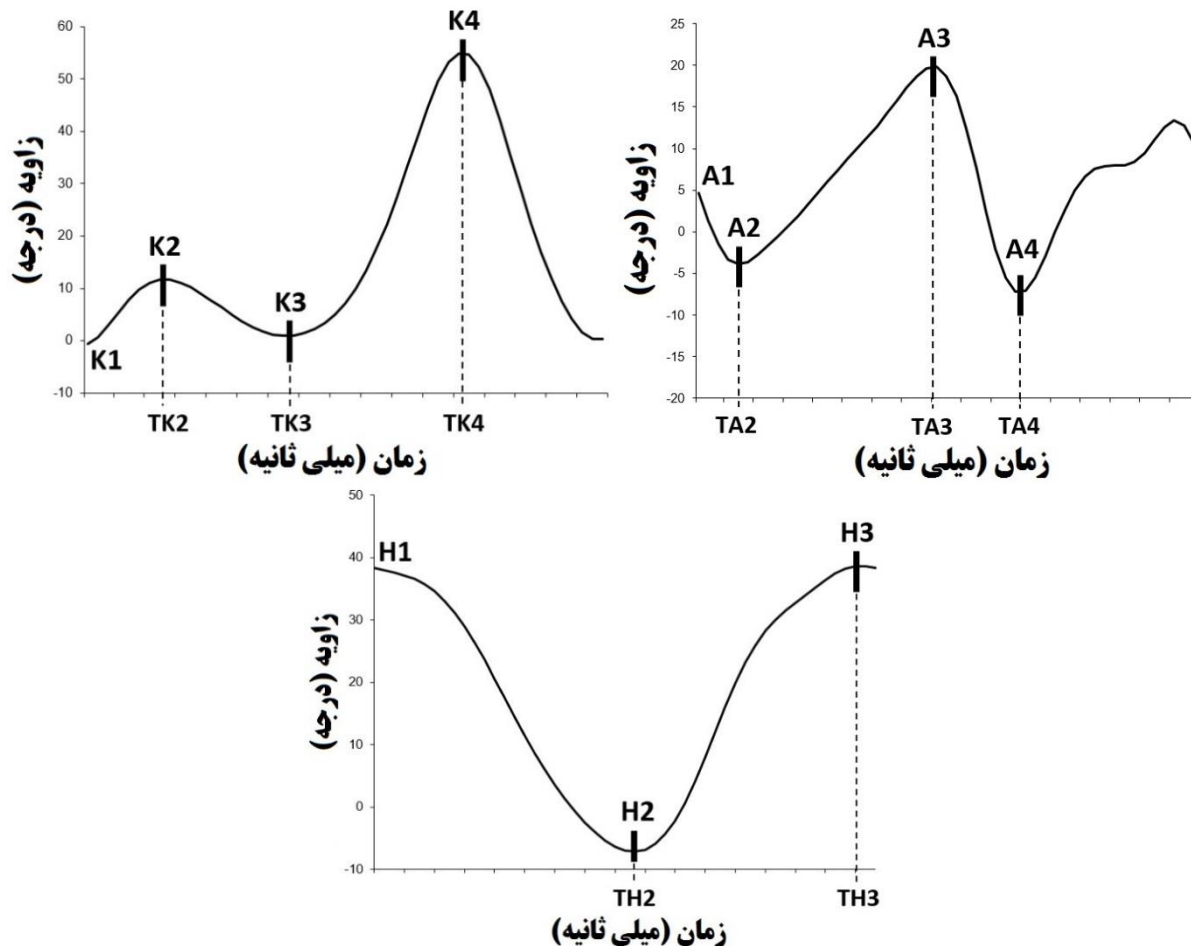 60
50
40
30
20
10
0
-10
K1
K2
K3
K4
TK2
TK3
TK4
زاویه (درجه)
زمان (میلی ثانیه)
25
20
15
10
5
0
-5
-10
-15
-20
A1
A2
A3
A4
TA2
TA3
TA4
زاویه (درجه)
زمان (میلی ثانیه)
50
40
30
20
10
0
-10
H1
H2
H3
TH2
TH3
زاویه (درجه)
زمان (میلی ثانیه)